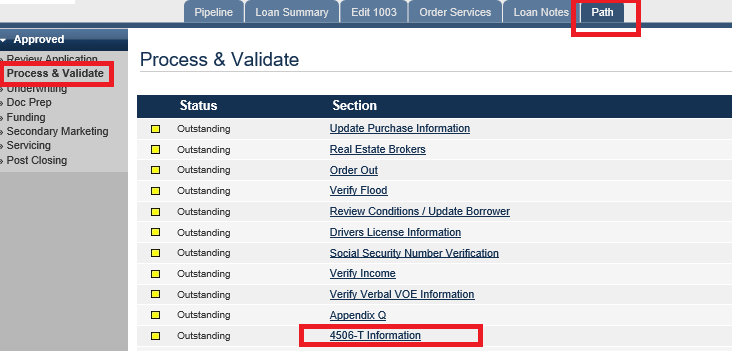 Pipeline Loan Summary Edit 1003 Order Services Loan Notes Path
Approved
» Review Application
» Process & Validate
» Underwriting
» Doc Prep
» Funding
» Secondary Marketing
» Servicing
» Post Closing
Process & Validate
Status Section
Outstanding Update Purchase Information
Outstanding Real Estate Brokers
Outstanding Order Out
Outstanding Verify Flood
Outstanding Review Conditions / Update Borrower
Outstanding Drivers License Information
Outstanding Social Security Number Verification
Outstanding Verify Income
Outstanding Verify Verbal VOE Information
Outstanding Appendix Q
Outstanding 4506-T Information